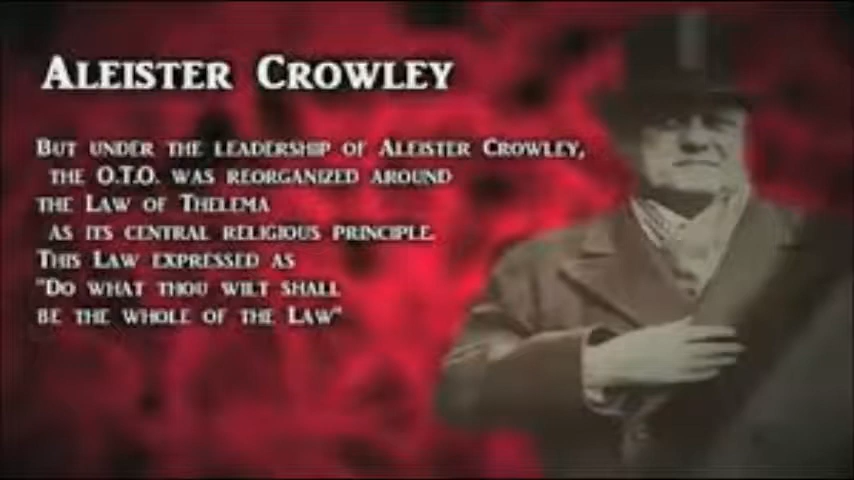 Aleister Crowley
But under the leadership of Aleister Crowley,
the O.T.O. was reorganized around
the Law of Thelema
as its central religious principle.
This Law expressed as
"Do what thou wilt shall
be the whole of the Law"